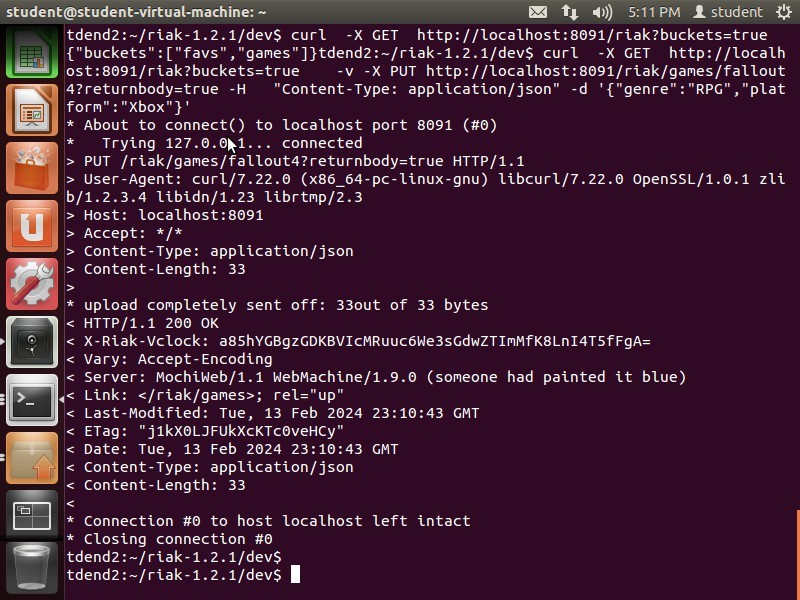 student@student-virtual-machine: ~
5:11 PM
student
tdend2:~/riak-1.2.1/dev$ curl  -X GET  http://localhost:8091/riak?buckets=true
{"buckets":["favs","games"]}tdend2:~/riak-1.2.1/dev$ curl  -X GET  http://localh
ost:8091/riak?buckets=true    -v -X PUT http://localhost:8091/riak/games/fallout
4?returnbody=true -H   "Content-Type: application/json" -d '{"genre":"RPG","plat
form":"Xbox"}'
* About to connect() to localhost port 8091 (#0)
*   Trying 127.0.0.1... connected
> PUT /riak/games/fallout4?returnbody=true HTTP/1.1
> User-Agent: curl/7.22.0 (x86_64-pc-linux-gnu) libcurl/7.22.0 OpenSSL/1.0.1 zli
b/1.2.3.4 libidn/1.23 librtmp/2.3
> Host: localhost:8091
> Accept: */*
> Content-Type: application/json
> Content-Length: 33
>
* upload completely sent off: 33out of 33 bytes
< HTTP/1.1 200 OK
< X-Riak-Vclock: a85hYGBgzGDKBVIcMRuuc6We3sGdwZTImMfK8LnI4T5fFgA=
< Vary: Accept-Encoding
< Server: MochiWeb/1.1 WebMachine/1.9.0 (someone had painted it blue)
< Link: </riak/games>; rel="up"
< Last-Modified: Tue, 13 Feb 2024 23:10:43 GMT
< ETag: "j1kX0LJFUkXcKTc0veHCy"
< Date: Tue, 13 Feb 2024 23:10:43 GMT
< Content-Type: application/json
< Content-Length: 33
<
* Connection #0 to host localhost left intact
* Closing connection #0
tdend2:~/riak-1.2.1/dev$
tdend2:~/riak-1.2.1/dev$